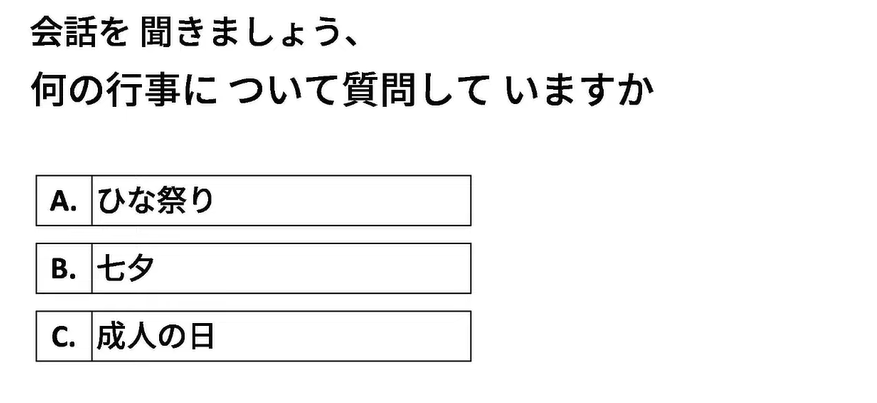 会話を 聞きましょう、
何の行事に ついて質問して いますか
A. ひな祭り
B. 七夕
C. 成人の日